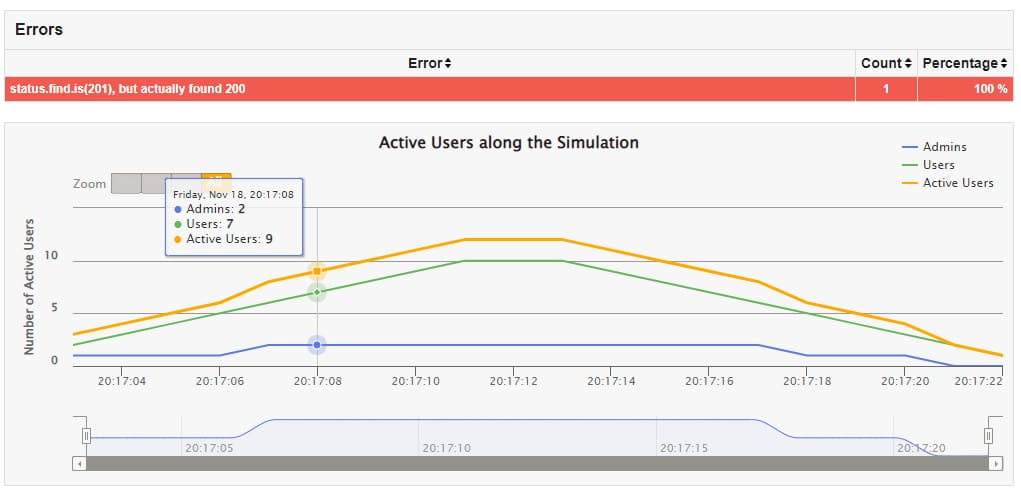 Errors
Error Count Percentage
status.find.is(201), but actually found 200 1 100 %
Active Users along the Simulation
Admins
Users
Active Users
Zoom
Friday, Nov 18, 20:17:08
Admins: 2
Users: 7
Active Users: 9
Number of Active Users
10
5
0
20:17:04 20:17:06 20:17:08 20:17:10 20:17:12 20:17:14 20:17:16 20:17:18 20:17:20 20:17:22
20:17:05 20:17:10 20:17:15 20:17:20